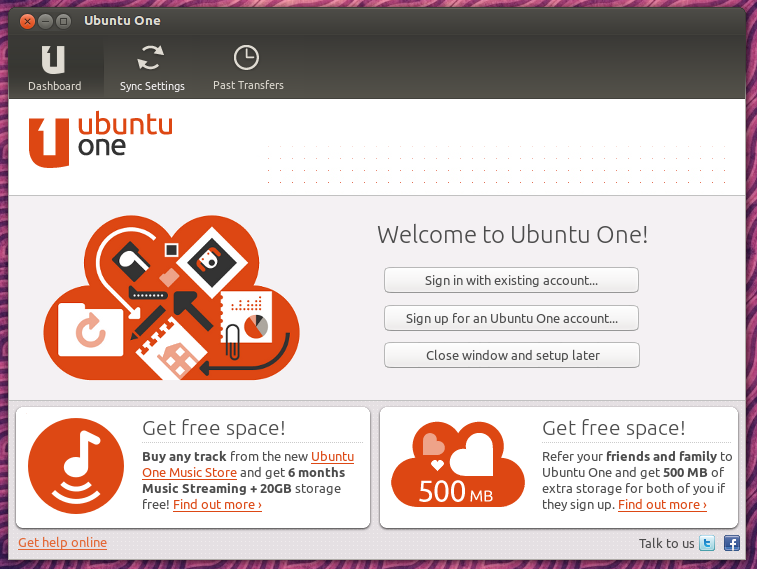 Ubuntu One
Dashboard
Sync Settings
Past Transfers
ubuntu
one
Welcome to Ubuntu One!
Sign in with existing account...
Sign up for an Ubuntu One account...
Close window and setup later
Get free space!
Buy any track from the new Ubuntu
One Music Store and get 6 months
Music Streaming + 20GB storage
free! Find out more ›
500 MB
Get free space!
Refer your friends and family to
Ubuntu One and get 500 MB of
extra storage for both of you if
they sign up. Find out more ›
Get help online
Talk to us